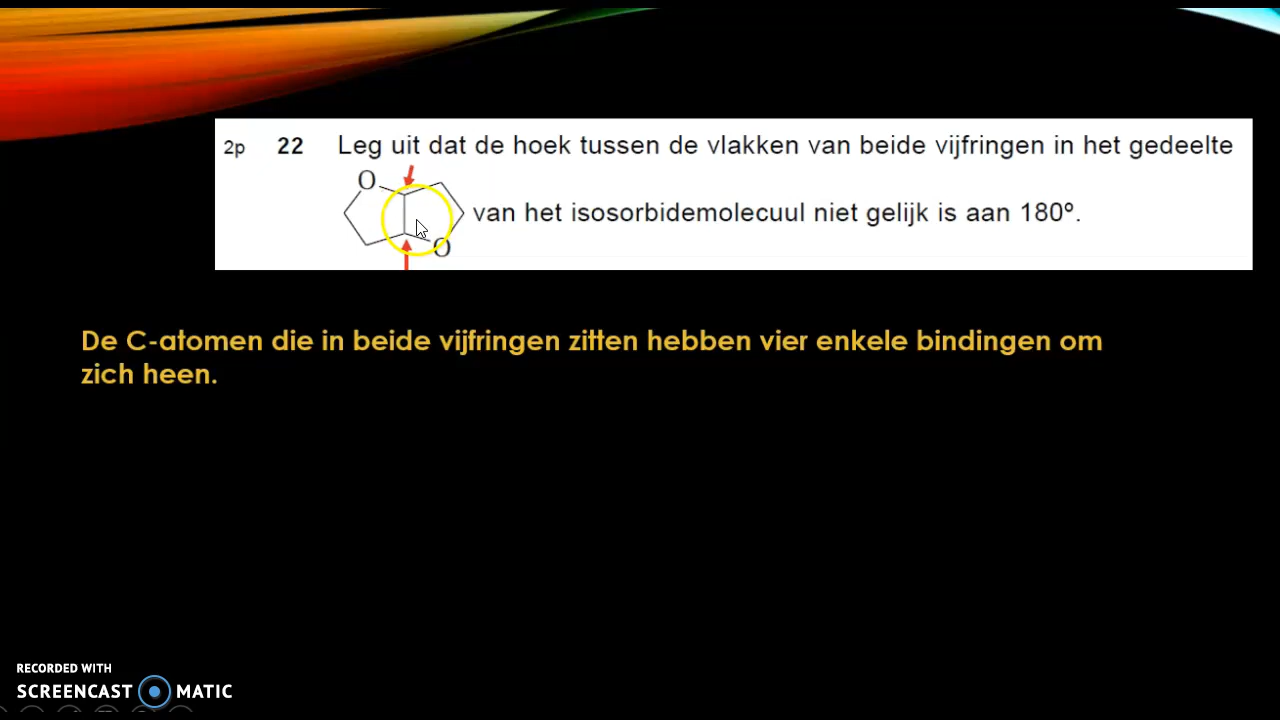 2p 22 Leg uit dat de hoek tussen de vlakken van beide vijfringen in het gedeelte
O
van het isosorbidemolecuul niet gelijk is aan 180º.
O
De C-atomen die in beide vijfringen zitten hebben vier enkele bindingen om
zich heen.
RECORDED WITH
SCREENCAST MATIC